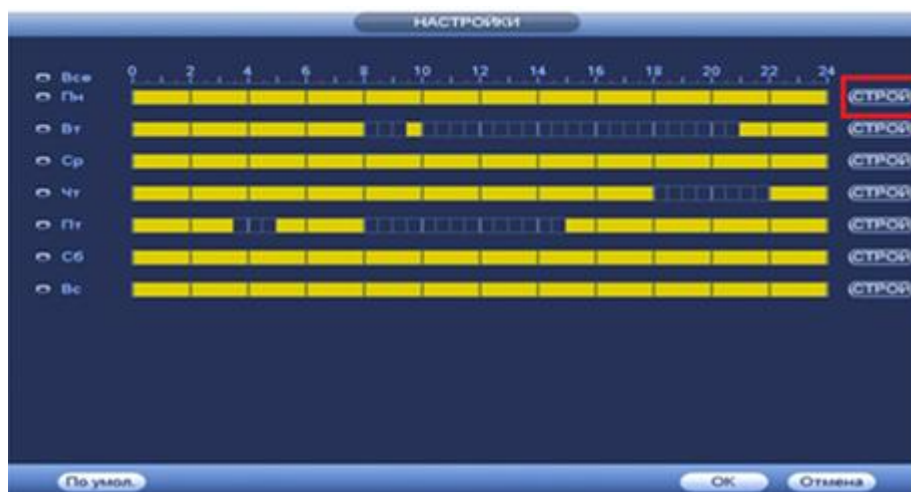 НАСТРОЙКИ
Все 0 2 4 6 8 10 12 14 16 18 20 22 24
Пн СТРОЙ
Вт СТРОЙ
Ср СТРОЙ
Чт СТРОЙ
Пт СТРОЙ
Сб СТРОЙ
Вс СТРОЙ
По умол. OK Отмена